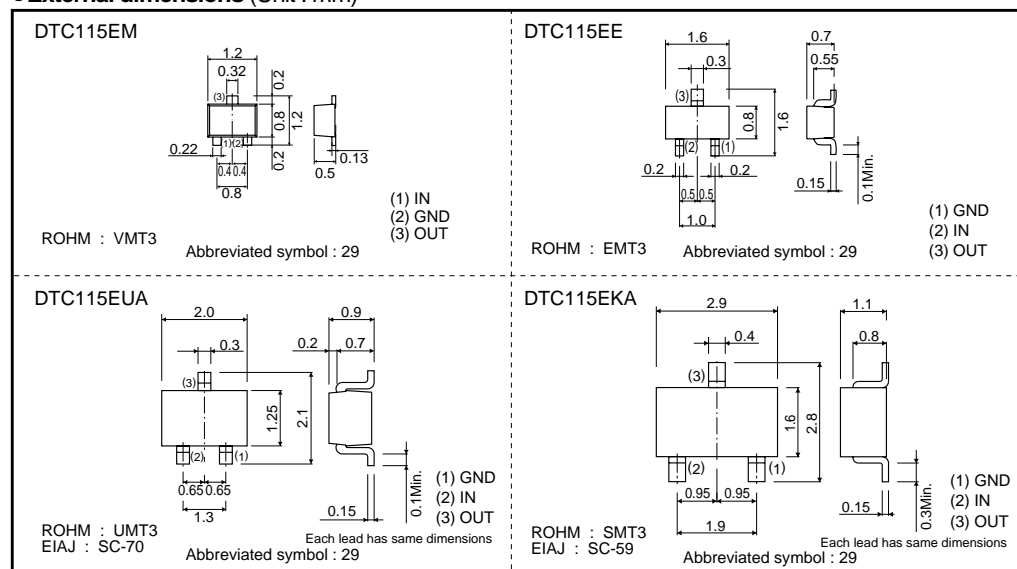 External dimensions (Unit : mm)
DTC115EM
1.2
0.32
0.2
(3)
0.8
1.2
(1)
(2)
0.22
0.2
0.4
0.4
0.8
0.5
0.13
(1) IN
(2) GND
(3) OUT
ROHM : VMT3
Abbreviated symbol : 29
DTC115EE
1.6
0.3
0.7
0.55
(3)
0.8
1.6
(2)
(1)
0.2
0.2
0.5
0.5
1.0
0.15
0.1Min.
(1) GND
(2) IN
(3) OUT
ROHM : EMT3
Abbreviated symbol : 29
DTC115EUA
2.0
0.3
0.9
0.2
0.7
(3)
1.25
2.1
(2)
(1)
0.65
0.65
1.3
0.15
0.1Min.
(1) GND
(2) IN
(3) OUT
Each lead has same dimensions
ROHM : UMT3
EIAJ : SC-70
Abbreviated symbol : 29
DTC115EKA
2.9
0.4
1.1
0.8
(3)
1.6
2.8
(2)
(1)
0.95
0.95
1.9
0.15
0.3Min.
(1) GND
(2) IN
(3) OUT
Each lead has same dimensions
ROHM : SMT3
EIAJ : SC-59
Abbreviated symbol : 29